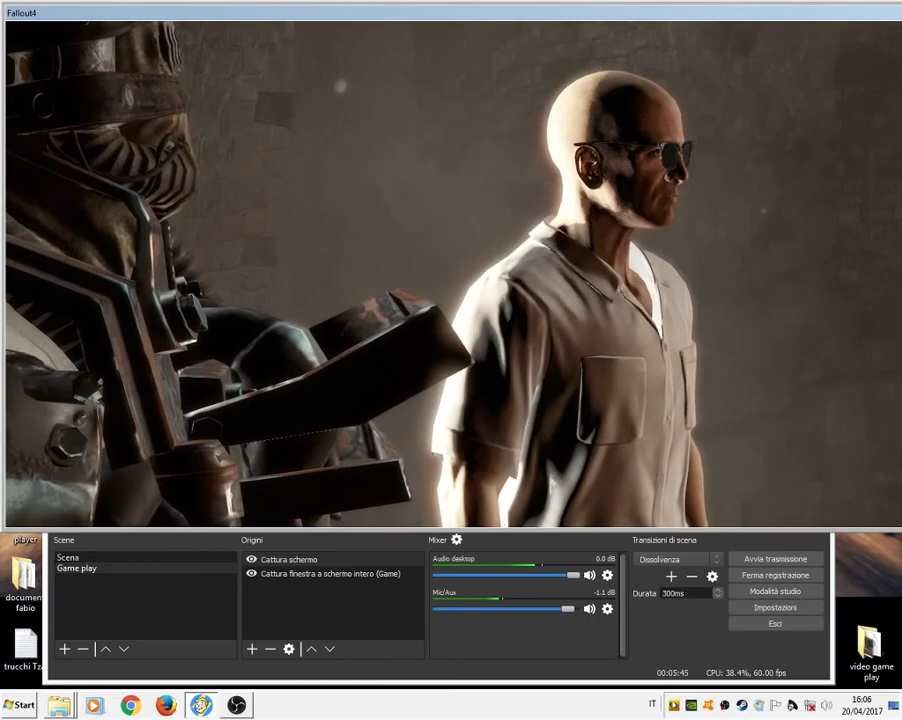 Fallout4
player
Scene
Origini
Mixer
Transizioni di scena
Scena
Game play
Cattura schermo
Cattura finestra a schermo intero (Game)
Audio desktop
0.0 dB
Mic/Aux
-1.1 dB
Dissolvenza
Durata
300ms
Avvia trasmissione
Ferma registrazione
Modalità studio
Impostazioni
Esci
documen
fabio
trucchi Tz
video game
play
00:05:45
CPU: 38.4%, 60.00 fps
Start
IT
16:06
20/04/2017